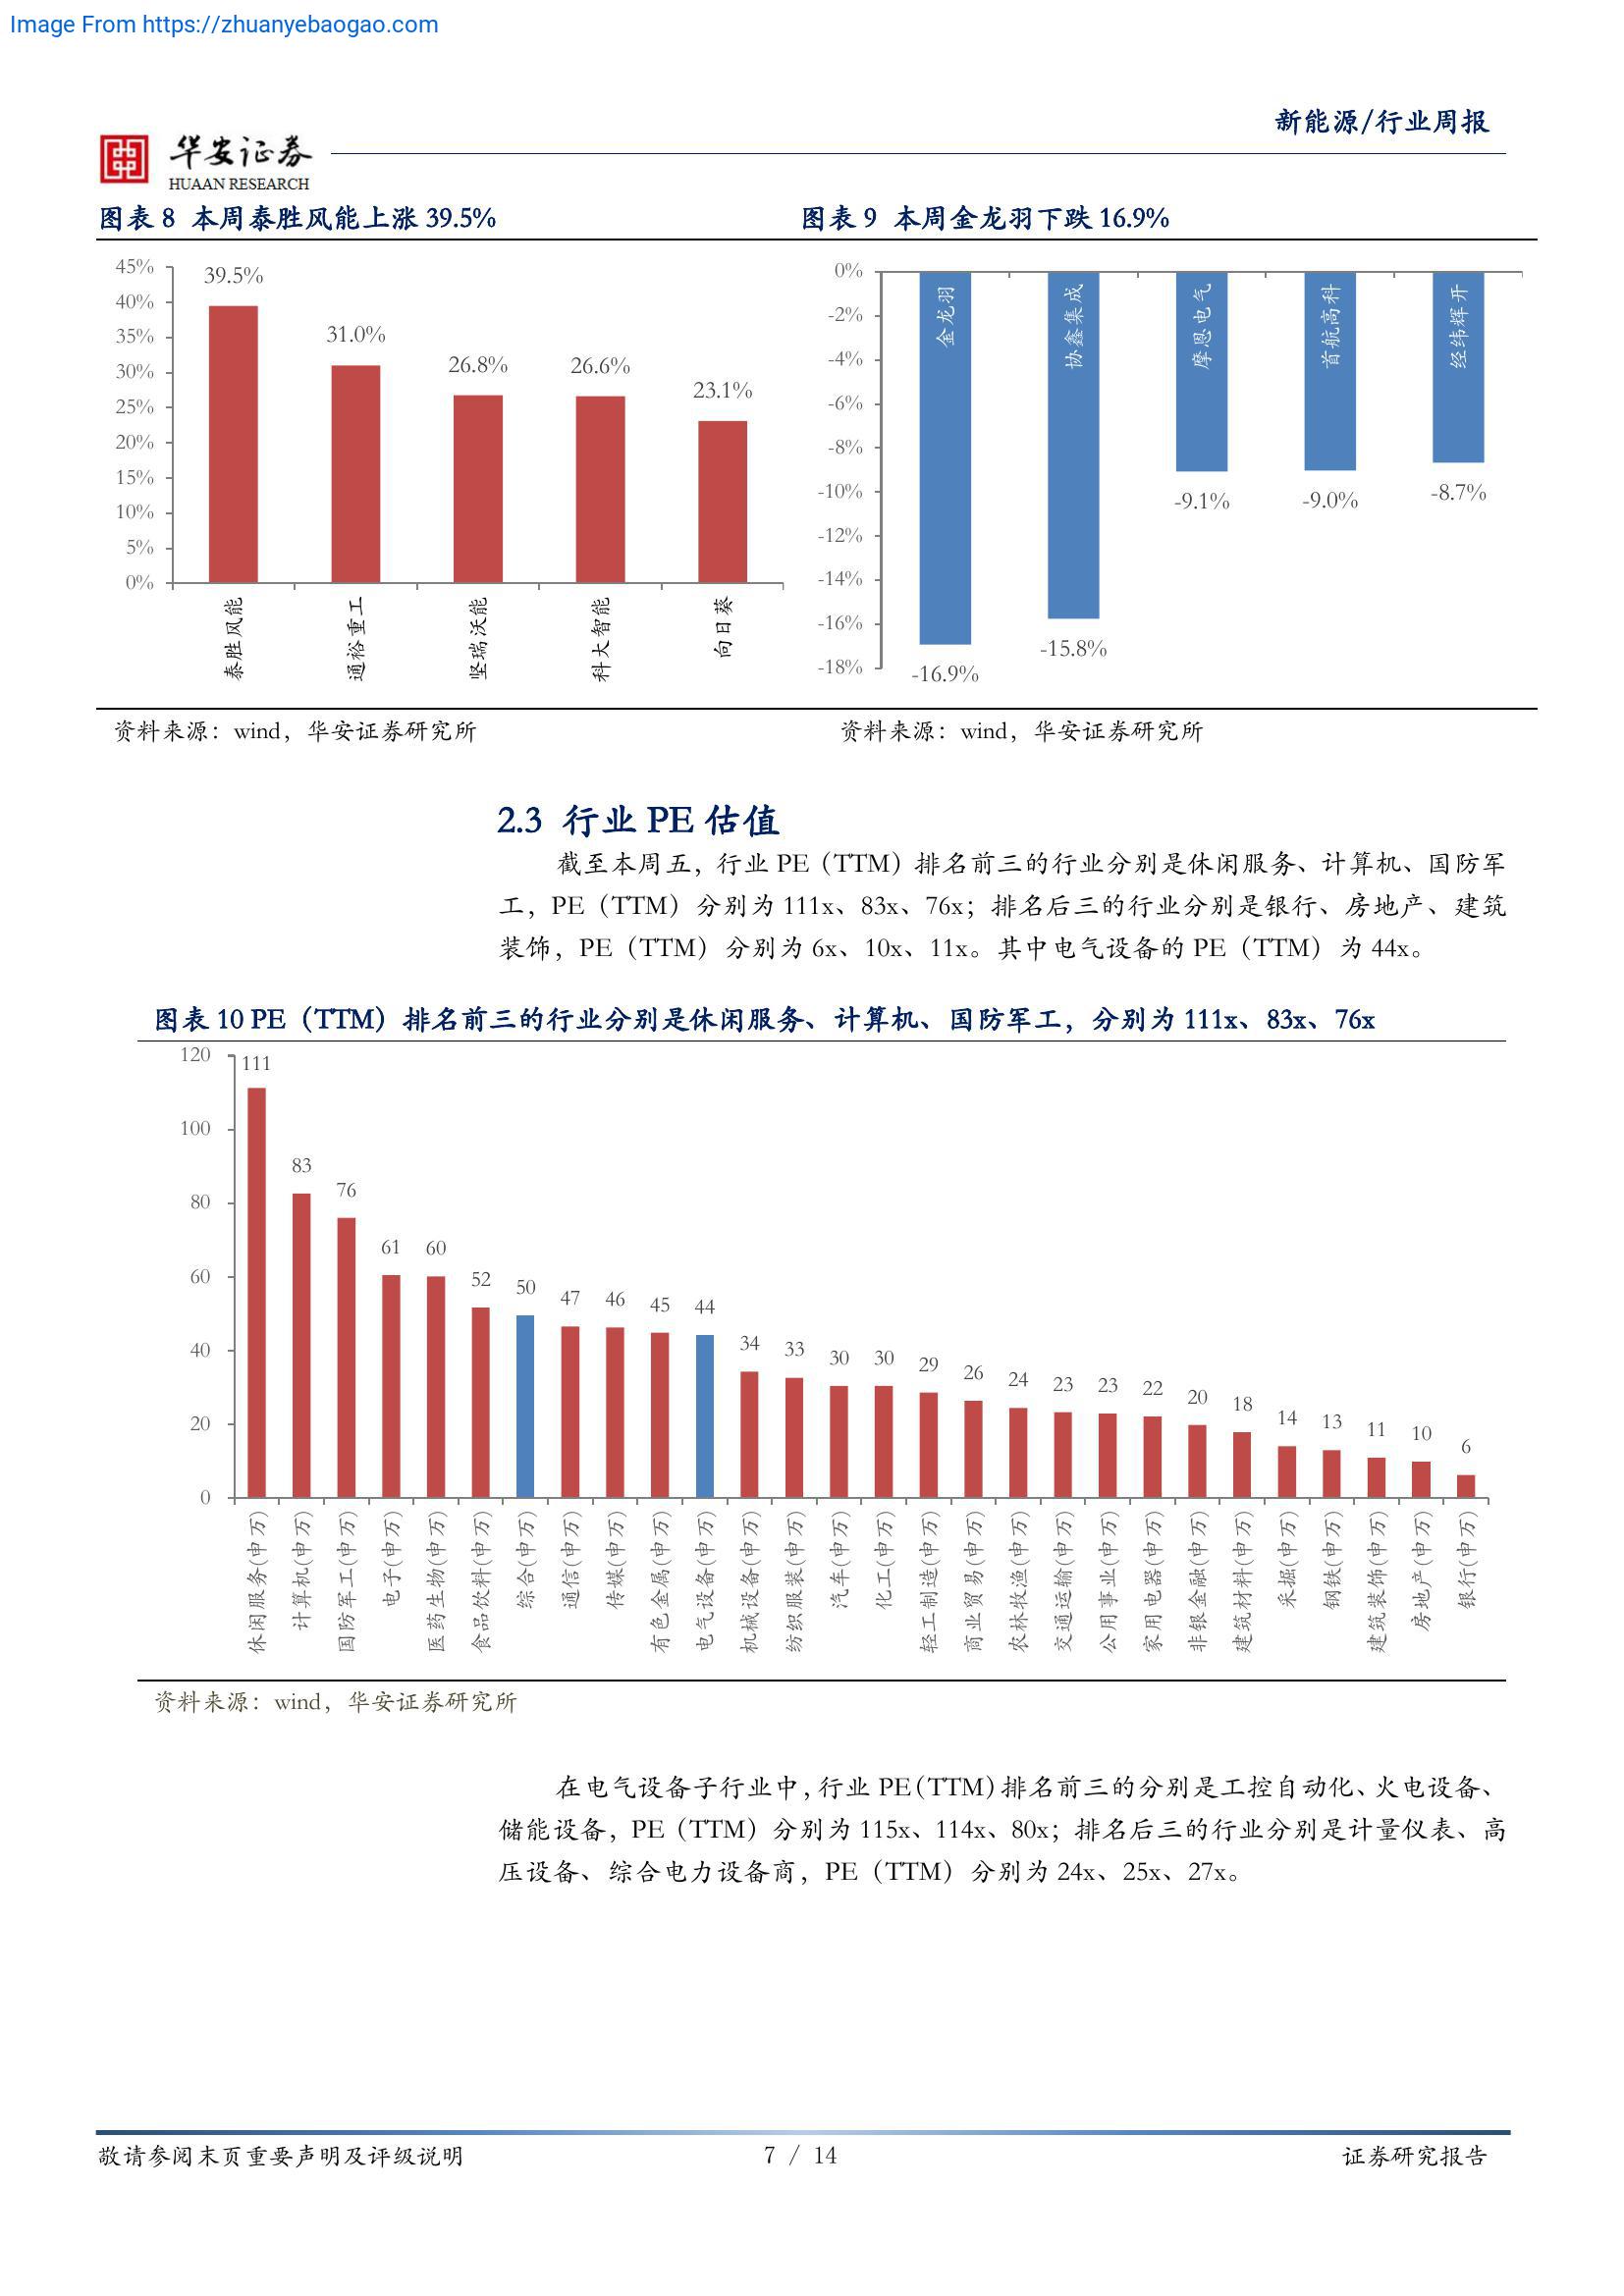 Image From https://zhuanyebaogao.com
新能源/行业周报
华安证券
HUAAN RESEARCH
图表 8 本周泰胜风能上涨 39.5%
45%
40%
35%
30%
25%
20%
15%
10%
5%
0%
39.5%
31.0%
26.8%
26.6%
23.1%
泰胜风能
通裕重工
坚瑞沃能
科大智能
向日葵
资料来源：wind，华安证券研究所
图表 9 本周金龙羽下跌 16.9%
0%
-2%
-4%
-6%
-8%
-10%
-12%
-14%
-16%
-18%
金龙羽
协鑫集成
摩恩电气
首航高科
经纬辉开
-16.9%
-15.8%
-9.1%
-9.0%
-8.7%
资料来源：wind，华安证券研究所
2.3 行业 PE 估值
截至本周五，行业 PE（TTM）排名前三的行业分别是休闲服务、计算机、国防军
工，PE（TTM）分别为 111x、83x、76x；排名后三的行业分别是银行、房地产、建筑
装饰，PE（TTM）分别为 6x、10x、11x。其中电气设备的 PE（TTM）为 44x。
图表 10 PE（TTM）排名前三的行业分别是休闲服务、计算机、国防军工，分别为 111x、83x、76x
120
100
80
60
40
20
0
111
83
76
61
60
52
50
47
46
45
44
34
33
30
30
29
26
24
23
23
22
20
18
14
13
11
10
6
休闲服务(申万)
计算机(申万)
国防军工(申万)
电子(申万)
医药生物(申万)
食品饮料(申万)
综合(申万)
通信(申万)
传媒(申万)
有色金属(申万)
电气设备(申万)
机械设备(申万)
纺织服装(申万)
汽车(申万)
化工(申万)
轻工制造(申万)
商业贸易(申万)
农林牧渔(申万)
交通运输(申万)
公用事业(申万)
家用电器(申万)
非银金融(申万)
建筑材料(申万)
采掘(申万)
钢铁(申万)
建筑装饰(申万)
房地产(申万)
银行(申万)
资料来源：wind，华安证券研究所
在电气设备子行业中，行业 PE（TTM）排名前三的分别是工控自动化、火电设备、
储能设备，PE（TTM）分别为 115x、114x、80x；排名后三的行业分别是计量仪表、高
压设备、综合电力设备商，PE（TTM）分别为 24x、25x、27x。
敬请参阅末页重要声明及评级说明
7 / 14
证券研究报告